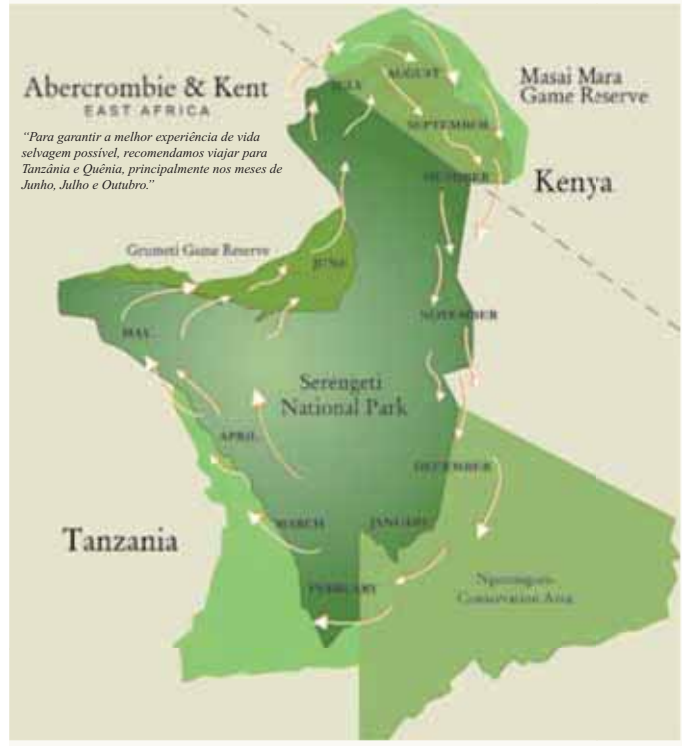 Abercrombie & Kent
EAST AFRICA
“Para garantir a melhor experiência de vida
selvagem possível, recomendamos viajar para
Tanzânia e Quênia, principalmente nos meses de
Junho, Julho e Outubro.”
Masai Mara
Game Reserve
Kenya
JULY
AUGUST
SEPTEMBER
OCTOBER
Grumeti Game Reserve
JUNE
NOVEMBER
MAY
Serengeti
National Park
APRIL
DECEMBER
MARCH
JANUARY
Tanzania
FEBRUARY
Ngorongoro
Conservation Area